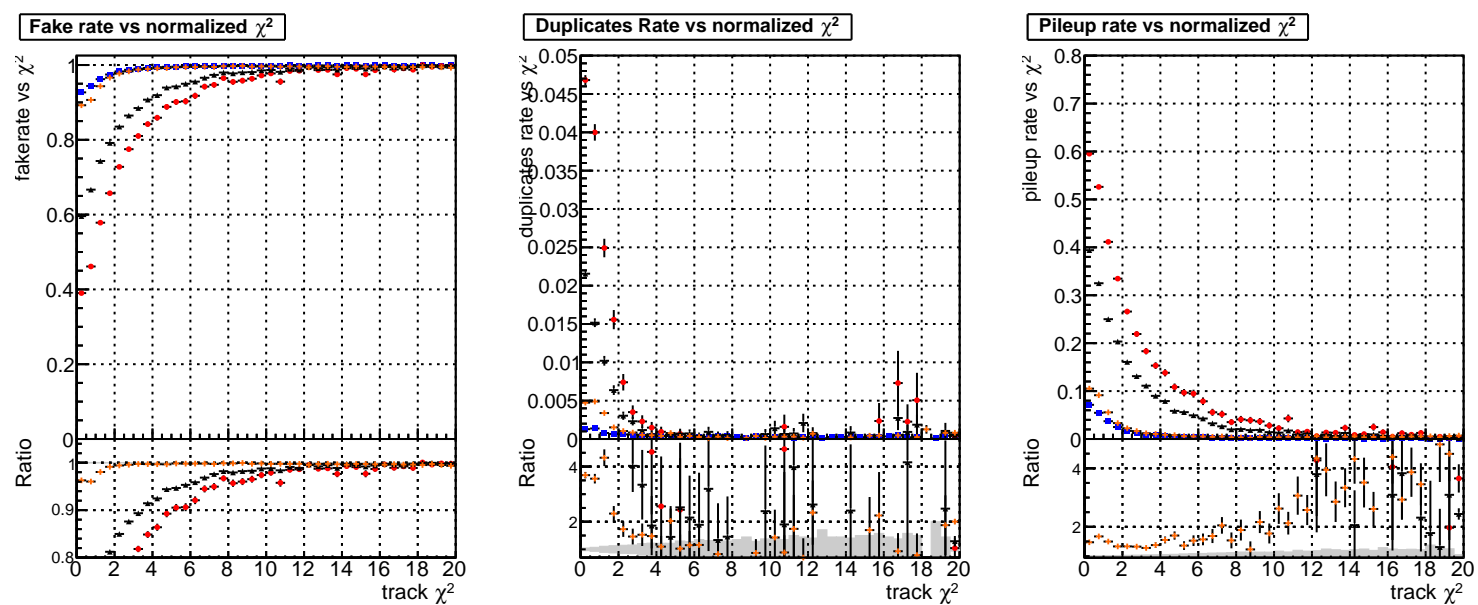 Fake rate vs normalized χ²
fakerate vs χ²
1
0.8
0.6
0.4
0.2
0
Ratio
1
0.9
0.8
0 2 4 6 8 10 12 14 16 18 20
track χ²
Duplicates Rate vs normalized χ²
duplicates rate vs χ²
0.05
0.045
0.04
0.035
0.03
0.025
0.02
0.015
0.01
0.005
0
Ratio
4
2
0 2 4 6 8 10 12 14 16 18 20
track χ²
Pileup rate vs normalized χ²
pileup rate vs χ²
0.8
0.7
0.6
0.5
0.4
0.3
0.2
0.1
0
Ratio
4
2
0 2 4 6 8 10 12 14 16 18 20
track χ²